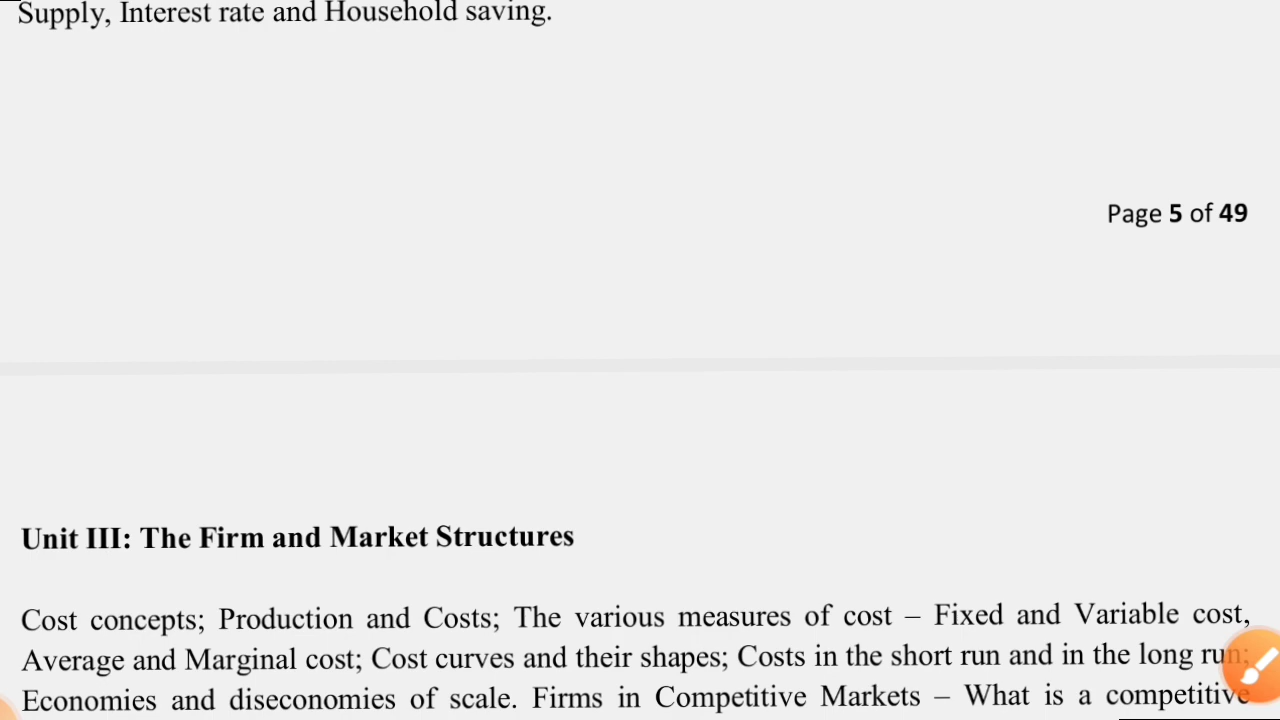 Supply, Interest rate and Household saving.
Page 5 of 49
Unit III: The Firm and Market Structures
Cost concepts; Production and Costs; The various measures of cost – Fixed and Variable cost,
Average and Marginal cost; Cost curves and their shapes; Costs in the short run and in the long run;
Economies and diseconomies of scale. Firms in Competitive Markets – What is a competitive